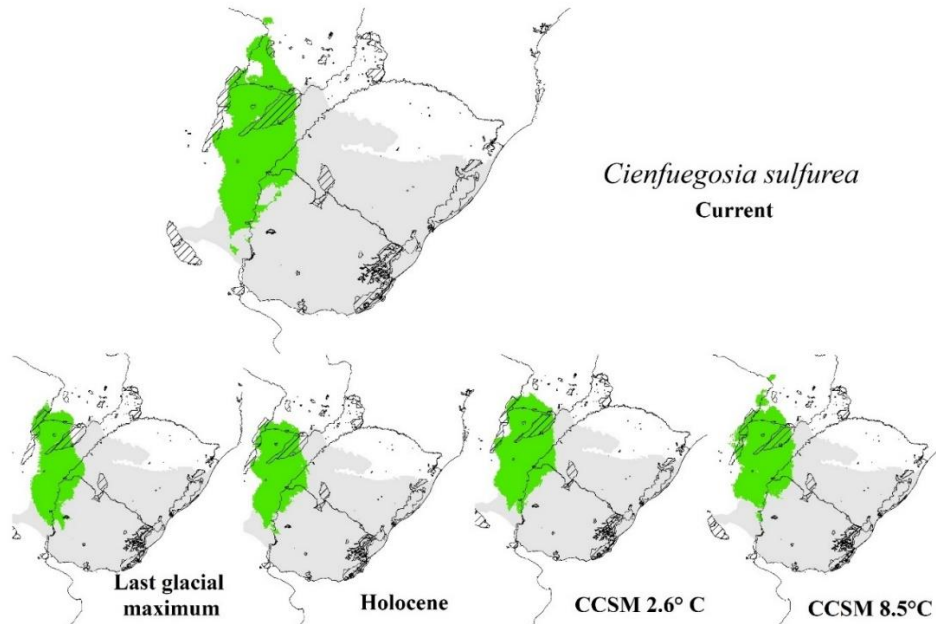 Cienfuegosia sulfurea
Current
Last glacial
maximum
Holocene
CCSM 2.6° C
CCSM 8.5°C